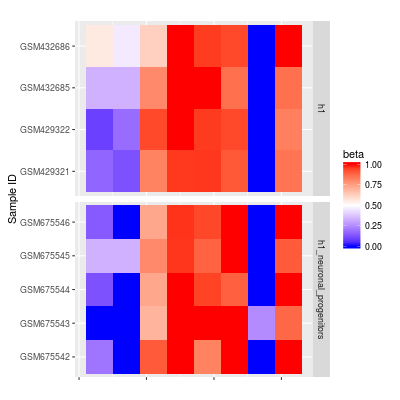 GSM432686
GSM432685
GSM429322
GSM429321
h1
GSM675546
GSM675545
GSM675544
GSM675543
GSM675542
h1_neuronal_progenitors
Sample ID
beta
1.00
0.75
0.50
0.25
0.00